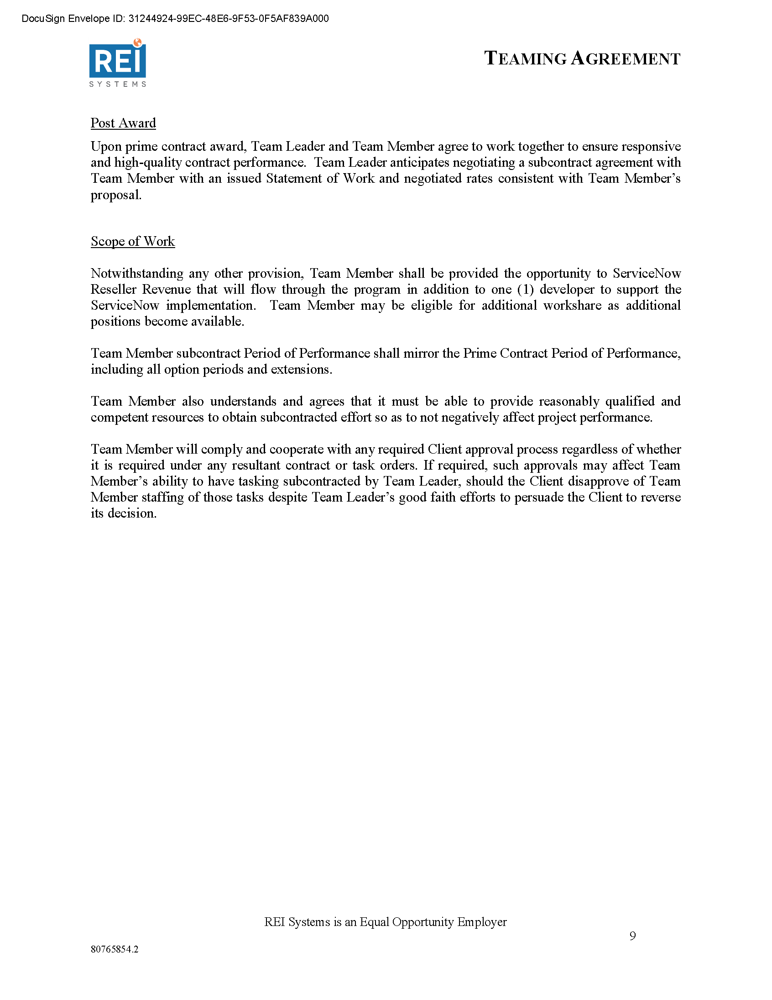 DocuSign Envelope ID: 31244924-99EC-48E6-9F53-0F5AF839A000
REI
SYSTEMS
TEAMING AGREEMENT
Post Award
Upon prime contract award, Team Leader and Team Member agree to work together to ensure responsive
and high-quality contract performance.  Team Leader anticipates negotiating a subcontract agreement with
Team Member with an issued Statement of Work and negotiated rates consistent with Team Member’s
proposal.
Scope of Work
Notwithstanding any other provision, Team Member shall be provided the opportunity to ServiceNow
Reseller Revenue that will flow through the program in addition to one (1) developer to support the
ServiceNow implementation.  Team Member may be eligible for additional workshare as additional
positions become available.
Team Member subcontract Period of Performance shall mirror the Prime Contract Period of Performance,
including all option periods and extensions.
Team Member also understands and agrees that it must be able to provide reasonably qualified and
competent resources to obtain subcontracted effort so as to not negatively affect project performance.
Team Member will comply and cooperate with any required Client approval process regardless of whether
it is required under any resultant contract or task orders. If required, such approvals may affect Team
Member’s ability to have tasking subcontracted by Team Leader, should the Client disapprove of Team
Member staffing of those tasks despite Team Leader’s good faith efforts to persuade the Client to reverse
its decision.
REI Systems is an Equal Opportunity Employer
9
80765854.2